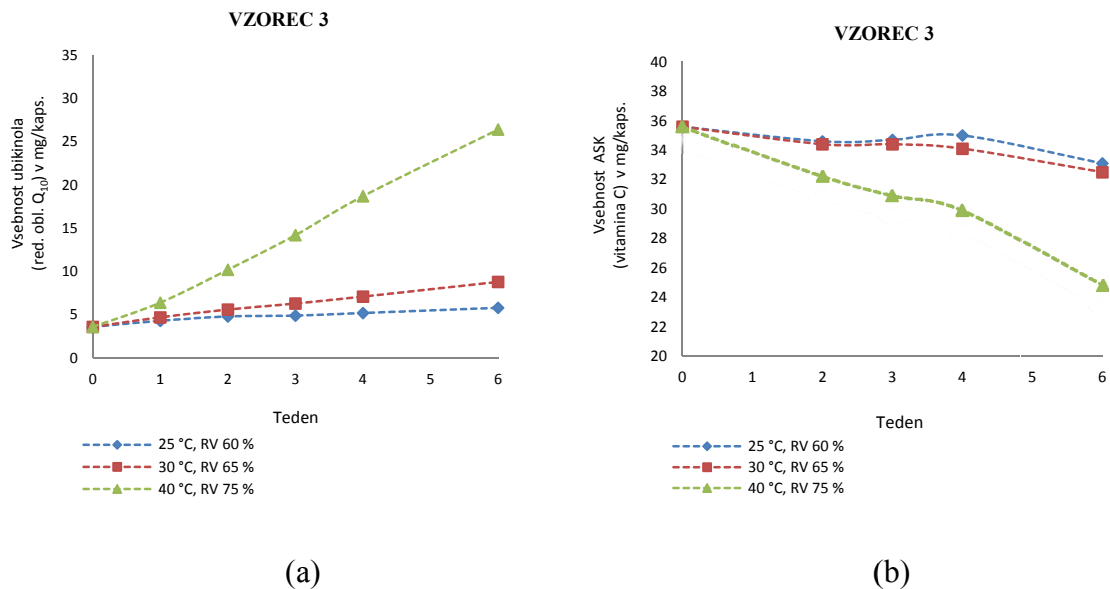 VZOREC 3
Vsebnost ubikinola
(red. obl. Q₁₀) v mg/kaps.
35
30
25
20
15
10
5
0
0 1 2 3 4 5 6
Teden
25 °C, RV 60 %
30 °C, RV 65 %
40 °C, RV 75 %
(a)
VZOREC 3
Vsebnost ASK
(vitamina C) v mg/kaps.
40
38
36
34
32
30
28
26
24
22
20
0 1 2 3 4 5 6
Teden
25 °C, RV 60 %
30 °C, RV 65 %
40 °C, RV 75 %
(b)